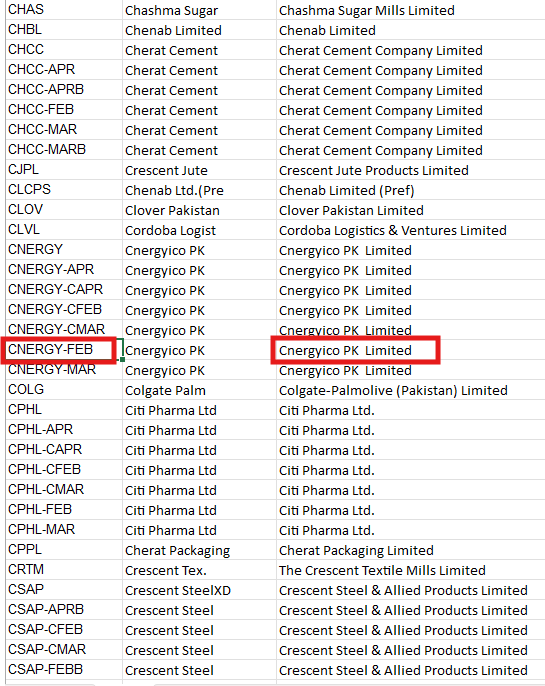 CHAS Chashma Sugar Chashma Sugar Mills Limited
CHBL Chenab Limited Chenab Limited
CHCC Cherat Cement Cherat Cement Company Limited
CHCC-APR Cherat Cement Cherat Cement Company Limited
CHCC-APRB Cherat Cement Cherat Cement Company Limited
CHCC-FEB Cherat Cement Cherat Cement Company Limited
CHCC-MAR Cherat Cement Cherat Cement Company Limited
CHCC-MARB Cherat Cement Cherat Cement Company Limited
CJPL Crescent Jute Crescent Jute Products Limited
CLCPS Chenab Ltd.(Pre Chenab Limited (Pref)
CLOV Clover Pakistan Clover Pakistan Limited
CLVL Cordoba Logist Cordoba Logistics & Ventures Limited
CNERGY Cnergyico PK Cnergyico PK Limited
CNERGY-APR Cnergyico PK Cnergyico PK Limited
CNERGY-CAPR Cnergyico PK Cnergyico PK Limited
CNERGY-CFEB Cnergyico PK Cnergyico PK Limited
CNERGY-CMAR Cnergyico PK Cnergyico PK Limited
CNERGY-FEB Cnergyico PK Cnergyico PK Limited
CNERGY-MAR Cnergyico PK Cnergyico PK Limited
COLG Colgate Palm Colgate-Palmolive (Pakistan) Limited
CPHL Citi Pharma Ltd Citi Pharma Ltd.
CPHL-APR Citi Pharma Ltd Citi Pharma Ltd.
CPHL-CAPR Citi Pharma Ltd Citi Pharma Ltd.
CPHL-CFEB Citi Pharma Ltd Citi Pharma Ltd.
CPHL-CMAR Citi Pharma Ltd Citi Pharma Ltd.
CPHL-FEB Citi Pharma Ltd Citi Pharma Ltd.
CPHL-MAR Citi Pharma Ltd Citi Pharma Ltd.
CPPL Cherat Packaging Cherat Packaging Limited
CRTM Crescent Tex. The Crescent Textile Mills Limited
CSAP Crescent SteelXD Crescent Steel & Allied Products Limited
CSAP-APRB Crescent Steel Crescent Steel & Allied Products Limited
CSAP-CFEB Crescent Steel Crescent Steel & Allied Products Limited
CSAP-CMAR Crescent Steel Crescent Steel & Allied Products Limited
CSAP-FEBB Crescent Steel Crescent Steel & Allied Products Limited